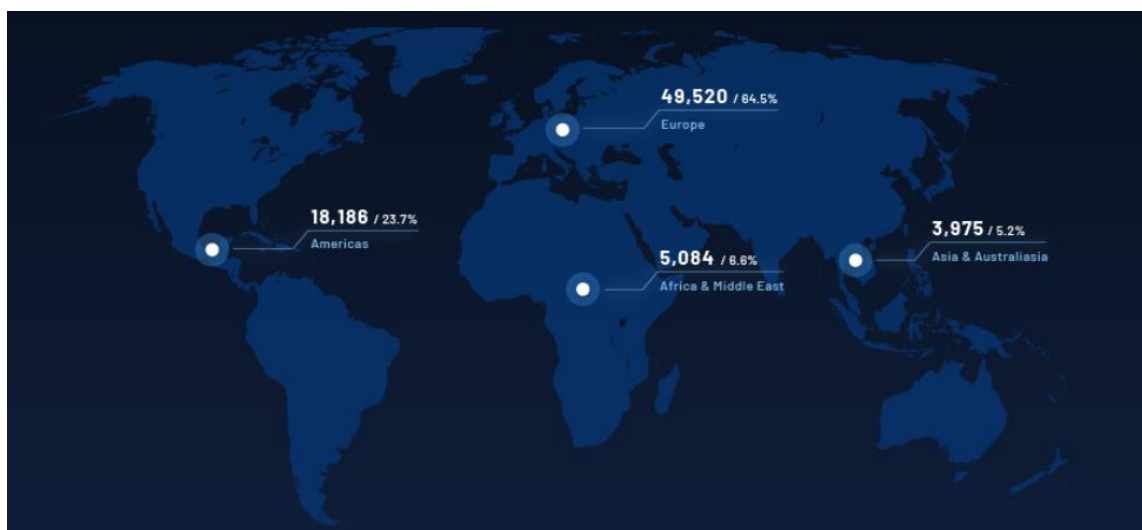 49,520 / 64.5%
Europe
18,186 / 23.7%
Americas
5,084 / 6.6%
Africa & Middle East
3,975 / 5.2%
Asia & Australiasia